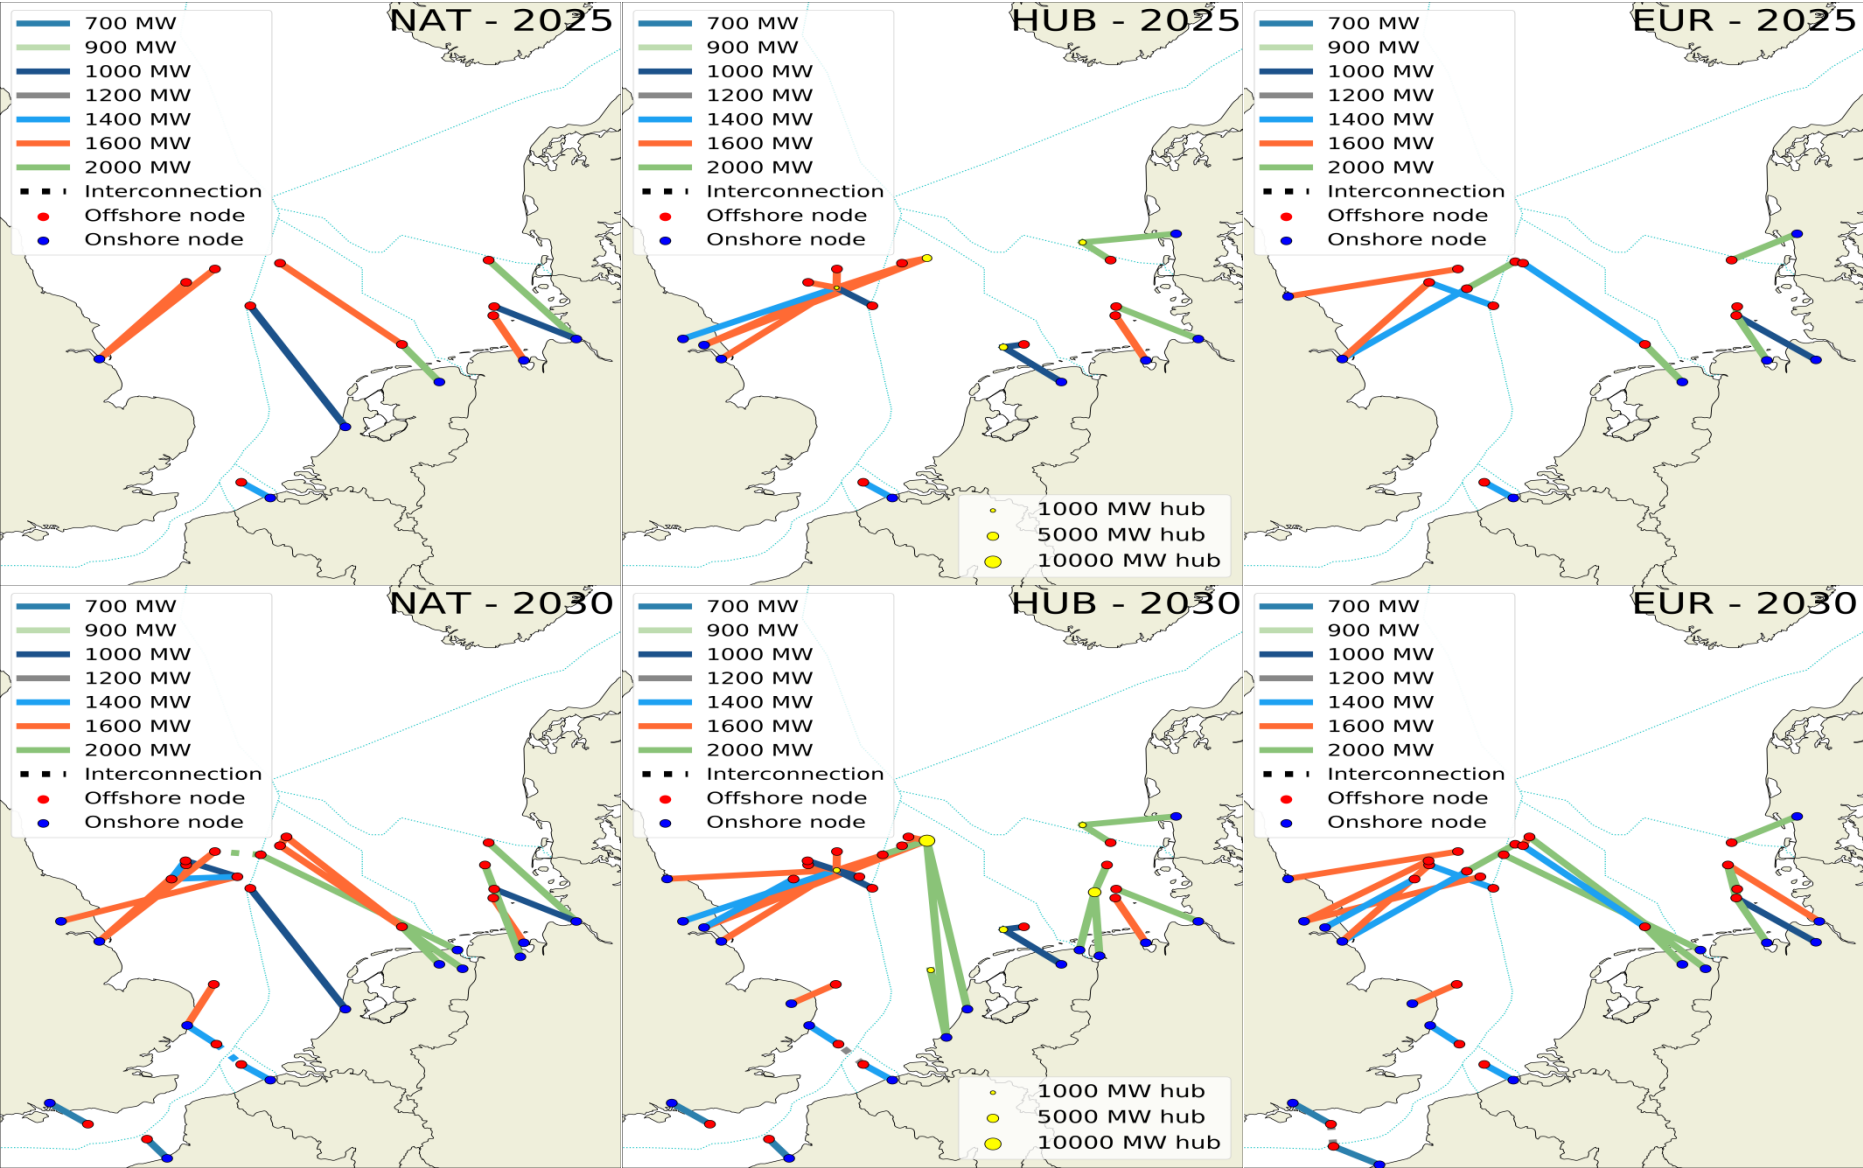 NAT - 2025
700 MW
900 MW
1000 MW
1200 MW
1400 MW
1600 MW
2000 MW
Interconnection
Offshore node
Onshore node
HUB - 2025
700 MW
900 MW
1000 MW
1200 MW
1400 MW
1600 MW
2000 MW
Interconnection
Offshore node
Onshore node
1000 MW hub
5000 MW hub
10000 MW hub
EUR - 2025
700 MW
900 MW
1000 MW
1200 MW
1400 MW
1600 MW
2000 MW
Interconnection
Offshore node
Onshore node
NAT - 2030
700 MW
900 MW
1000 MW
1200 MW
1400 MW
1600 MW
2000 MW
Interconnection
Offshore node
Onshore node
HUB - 2030
700 MW
900 MW
1000 MW
1200 MW
1400 MW
1600 MW
2000 MW
Interconnection
Offshore node
Onshore node
1000 MW hub
5000 MW hub
10000 MW hub
EUR - 2030
700 MW
900 MW
1000 MW
1200 MW
1400 MW
1600 MW
2000 MW
Interconnection
Offshore node
Onshore node